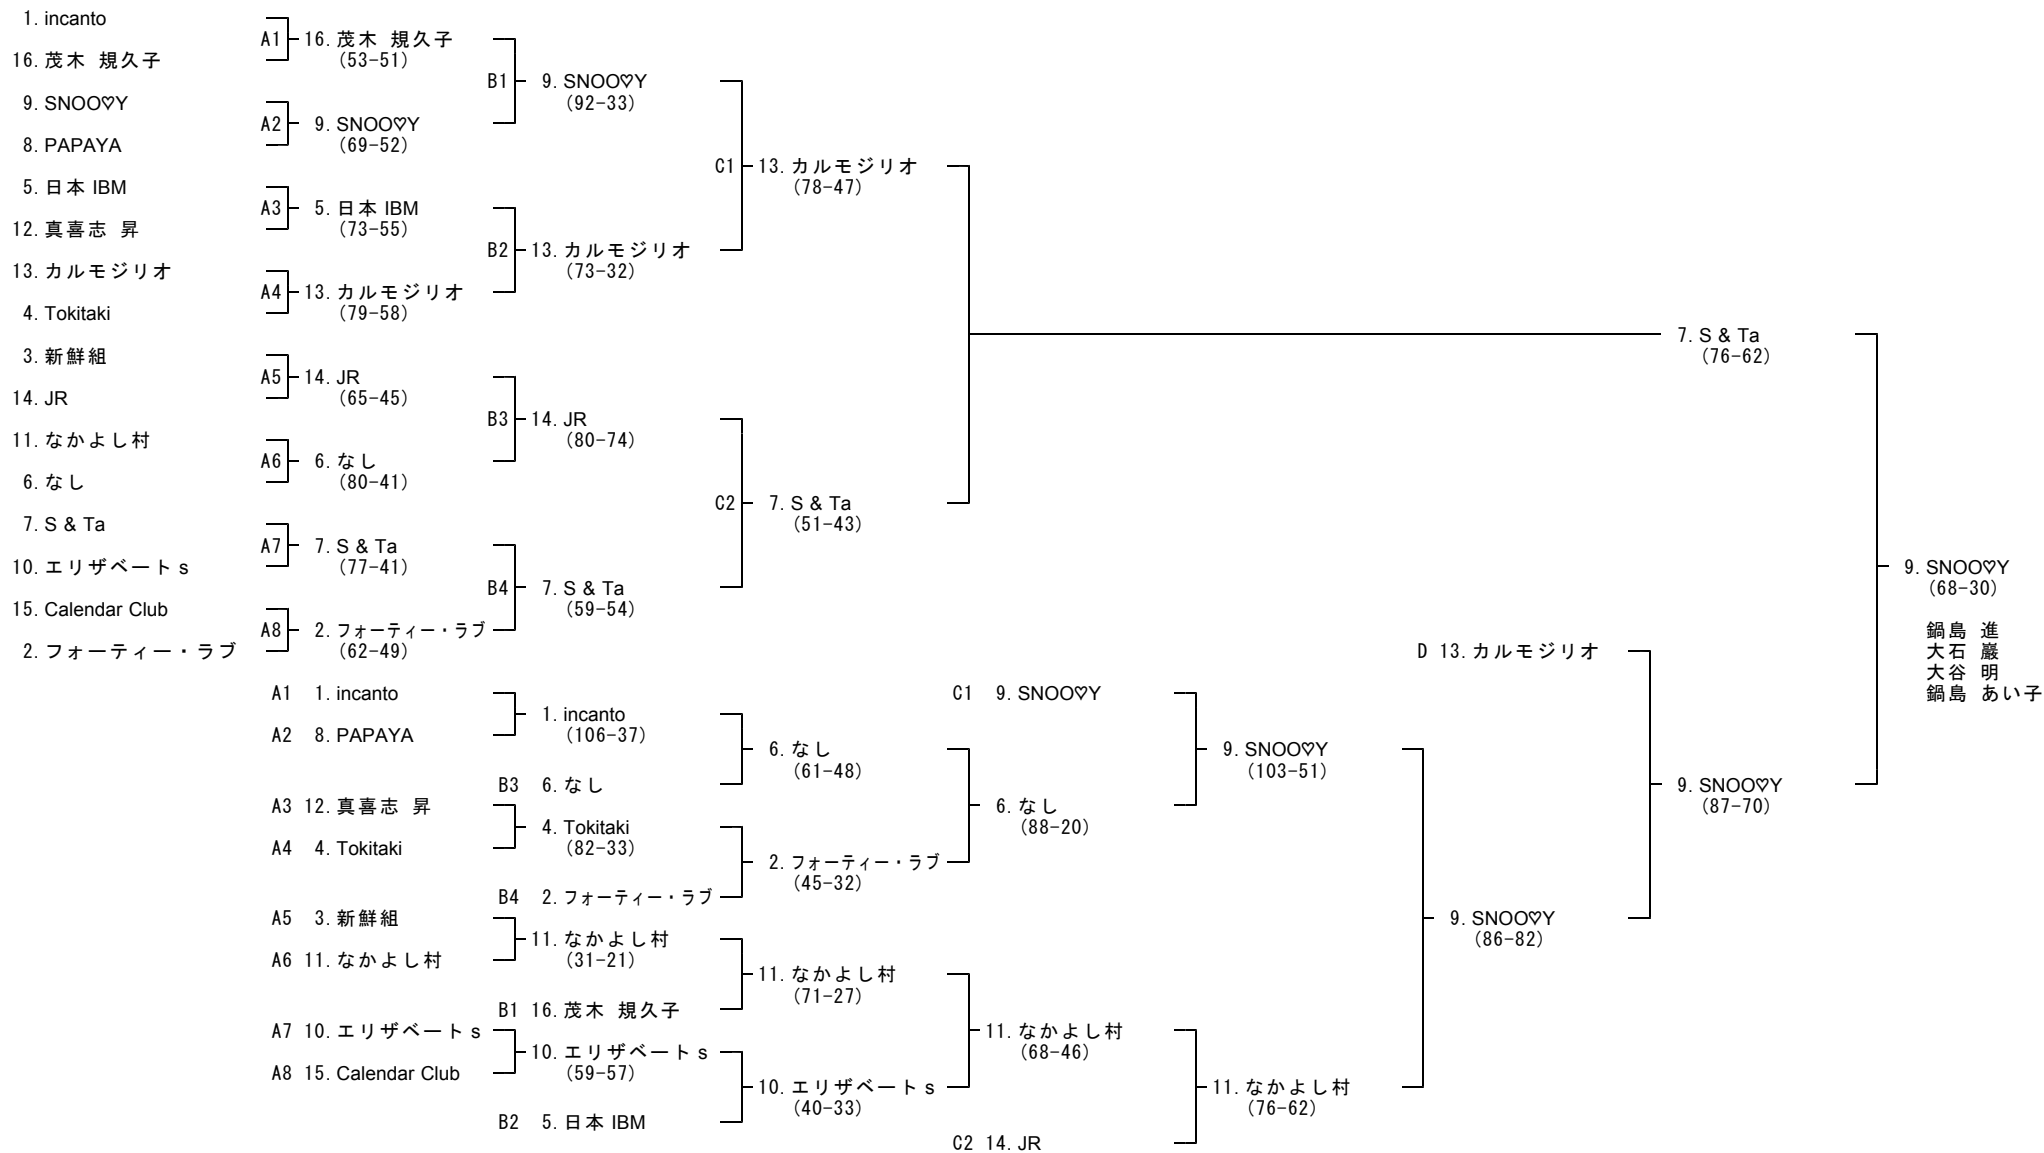 1. incanto
16. 茂木 規久子
9. SNOO♡Y
8. PAPAYA
5. 日本 IBM
12. 真喜志 昇
13. カルモジリオ
4. Tokitaki
3. 新鮮組
14. JR
11. なかよし村
6. なし
7. S & Ta
10. エリザベートｓ
15. Calendar Club
2. フォーティー・ラブ
A1 16. 茂木 規久子
(53-51)
A2 9. SNOO♡Y
(69-52)
A3 5. 日本 IBM
(73-55)
A4 13. カルモジリオ
(79-58)
A5 14. JR
(65-45)
A6 6. なし
(80-41)
A7 7. S & Ta
(77-41)
A8 2. フォーティー・ラブ
(62-49)
B1 9. SNOO♡Y
(92-33)
B2 13. カルモジリオ
(73-32)
B3 14. JR
(80-74)
B4 7. S & Ta
(59-54)
C1 13. カルモジリオ
(78-47)
C2 7. S & Ta
(51-43)
7. S & Ta
(76-62)
A1 1. incanto
A2 8. PAPAYA
A3 12. 真喜志 昇
A4 4. Tokitaki
A5 3. 新鮮組
A6 11. なかよし村
A7 10. エリザベートｓ
A8 15. Calendar Club
1. incanto
(106-37)
B3 6. なし
4. Tokitaki
(82-33)
B4 2. フォーティー・ラブ
11. なかよし村
(31-21)
B1 16. 茂木 規久子
10. エリザベートｓ
(59-57)
B2 5. 日本 IBM
6. なし
(61-48)
2. フォーティー・ラブ
(45-32)
11. なかよし村
(71-27)
10. エリザベートｓ
(40-33)
C1 9. SNOO♡Y
6. なし
(88-20)
11. なかよし村
(68-46)
C2 14. JR
9. SNOO♡Y
(103-51)
11. なかよし村
(76-62)
D 13. カルモジリオ
9. SNOO♡Y
(86-82)
9. SNOO♡Y
(87-70)
9. SNOO♡Y
(68-30)
鍋島 進
大石 巌
大谷 明
鍋島 あい子